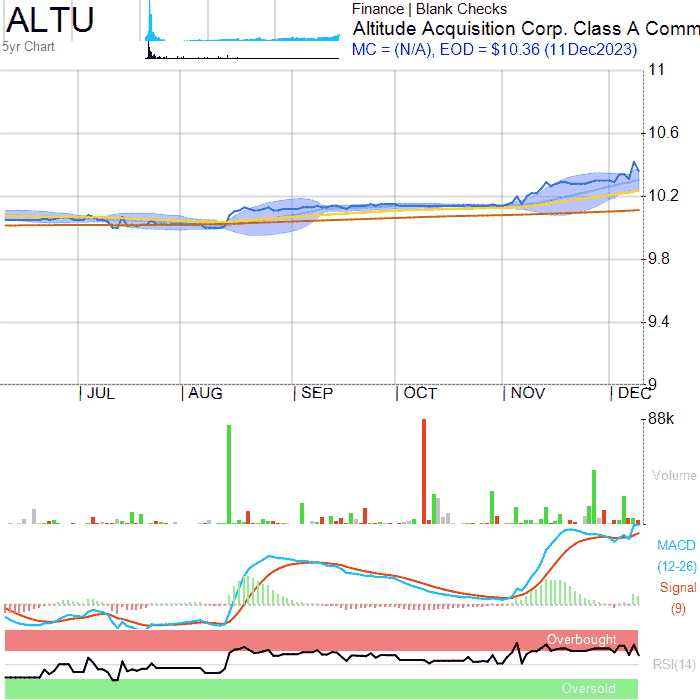 ALTU
5yr Chart
Finance | Blank Checks
Altitude Acquisition Corp. Class A Comm
MC = (N/A), EOD = $10.36 (11Dec2023)
11
10.6
10.2
9.8
9.4
9
| JUL | AUG | SEP | OCT | NOV | DEC
88k
Volume
MACD
(12-26)
Signal
(9)
Overbought
RSI(14)
Oversold